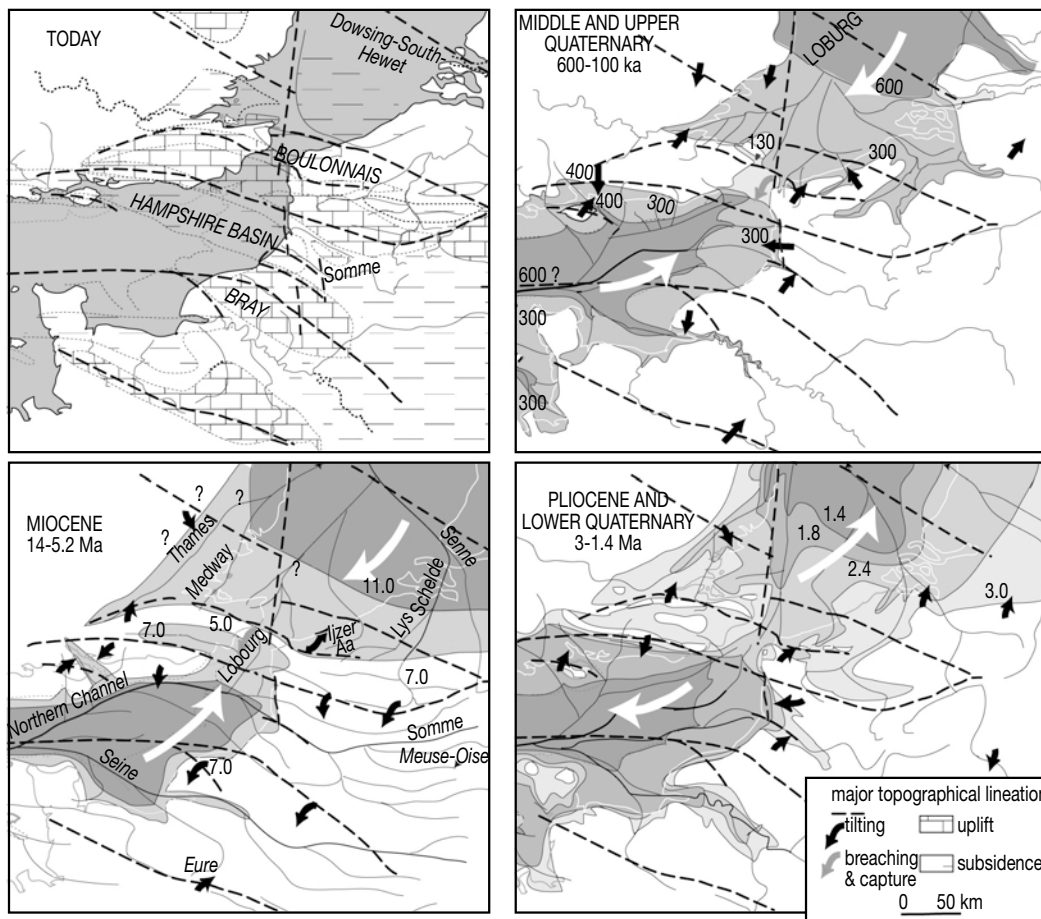 TODAY
Dowsing-South-
Hewet
BOULONNAIS
HAMPSHIRE BASIN
Somme
BRAY
MIDDLE AND UPPER
QUATERNARY
600-100 ka
LOBURG
600
130
300
400
400
300
300
600 ?
300
300
MIOCENE
14-5.2 Ma
?
?
?
?
Thames
Medway
Senne
11.0
Lys Schelde
5.0
7.0
Ijzer
Aa
Lobourg
7.0
Northern Channel
Somme
Meuse-Oise
Seine
7.0
Eure
PLIOCENE AND
LOWER QUATERNARY
3-1.4 Ma
1.4
1.8
2.4
3.0
major topographical lineation
tilting
uplift
breaching
& capture
subsidence
0 50 km